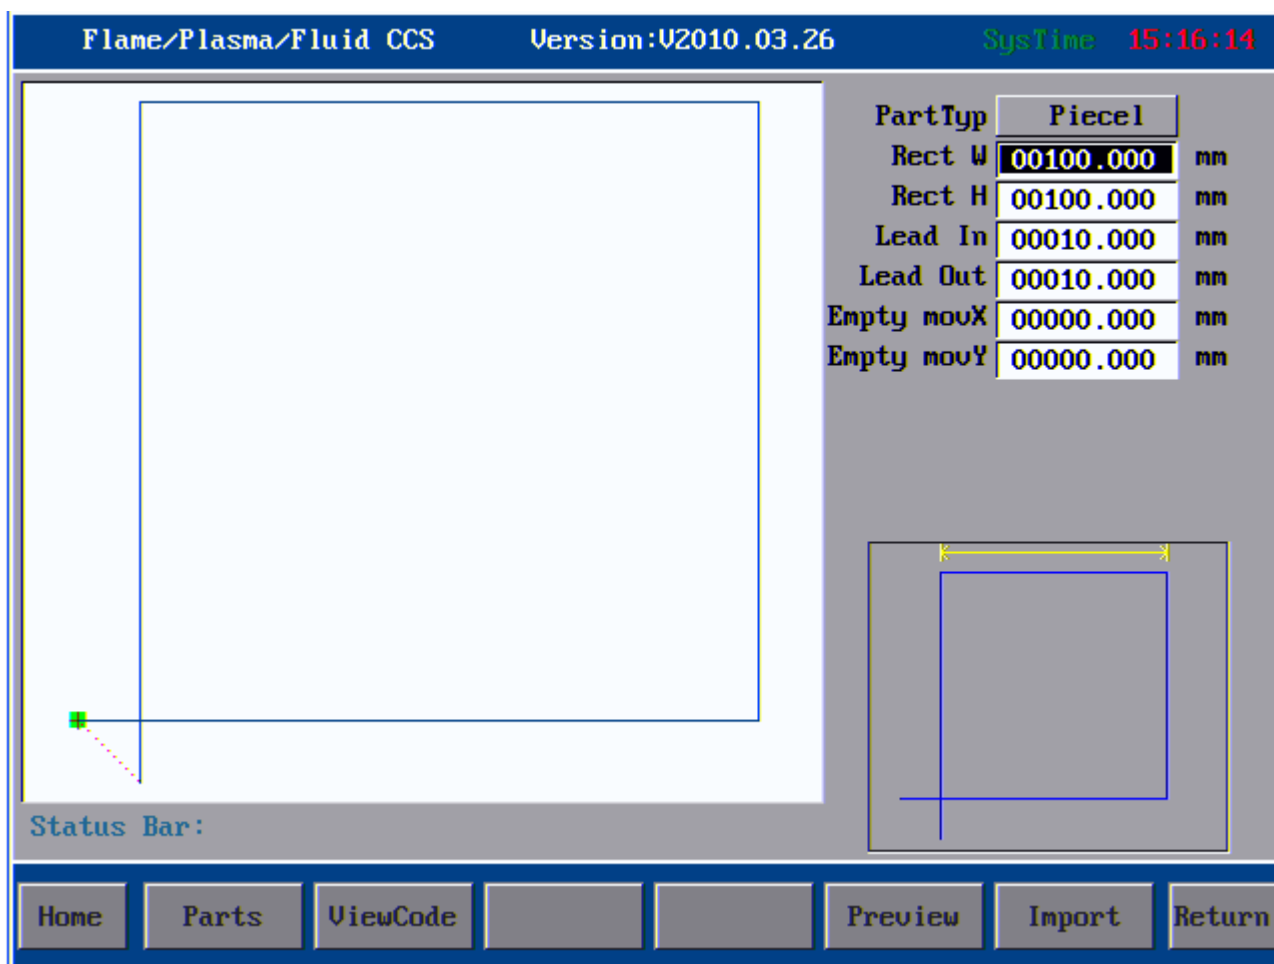 Flame/Plasma/Fluid CCS Version:V2010.03.26 SysTime 15:16:14
PartTyp Piecel
Rect W 00100.000 mm
Rect H 00100.000 mm
Lead In 00010.000 mm
Lead Out 00010.000 mm
Empty movX 00000.000 mm
Empty movY 00000.000 mm
Status Bar:
Home Parts ViewCode Preview Import Return